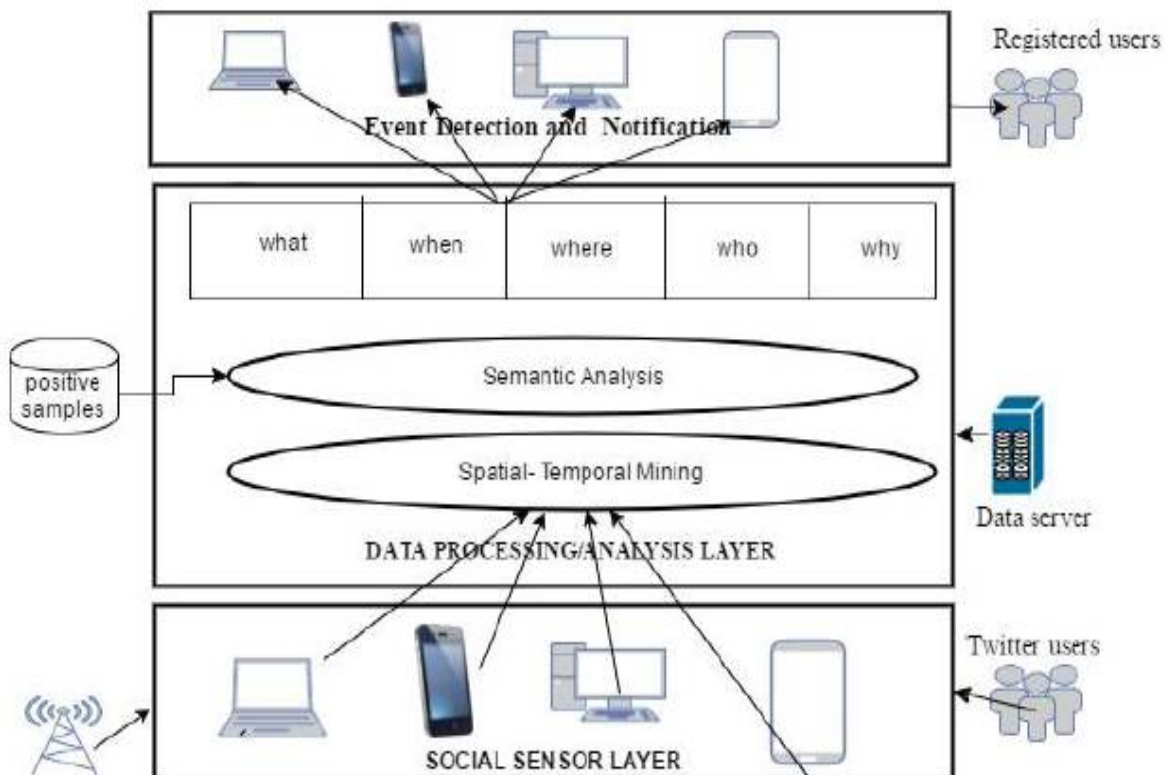 Registered users
Event Detection and Notification
what when where who why
positive
samples
Semantic Analysis
Spatial- Temporal Mining
Data server
DATA PROCESSING/ANALYSIS LAYER
Twitter users
SOCIAL SENSOR LAYER